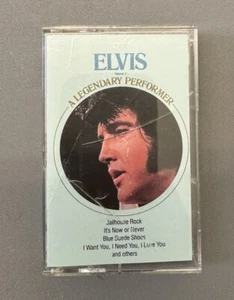 ELVIS
A LEGENDARY PERFORMER
Jailhouse Rock
It's Now or Never
Blue Suede Shoes
I Want You, I Need You, I Love You
and others